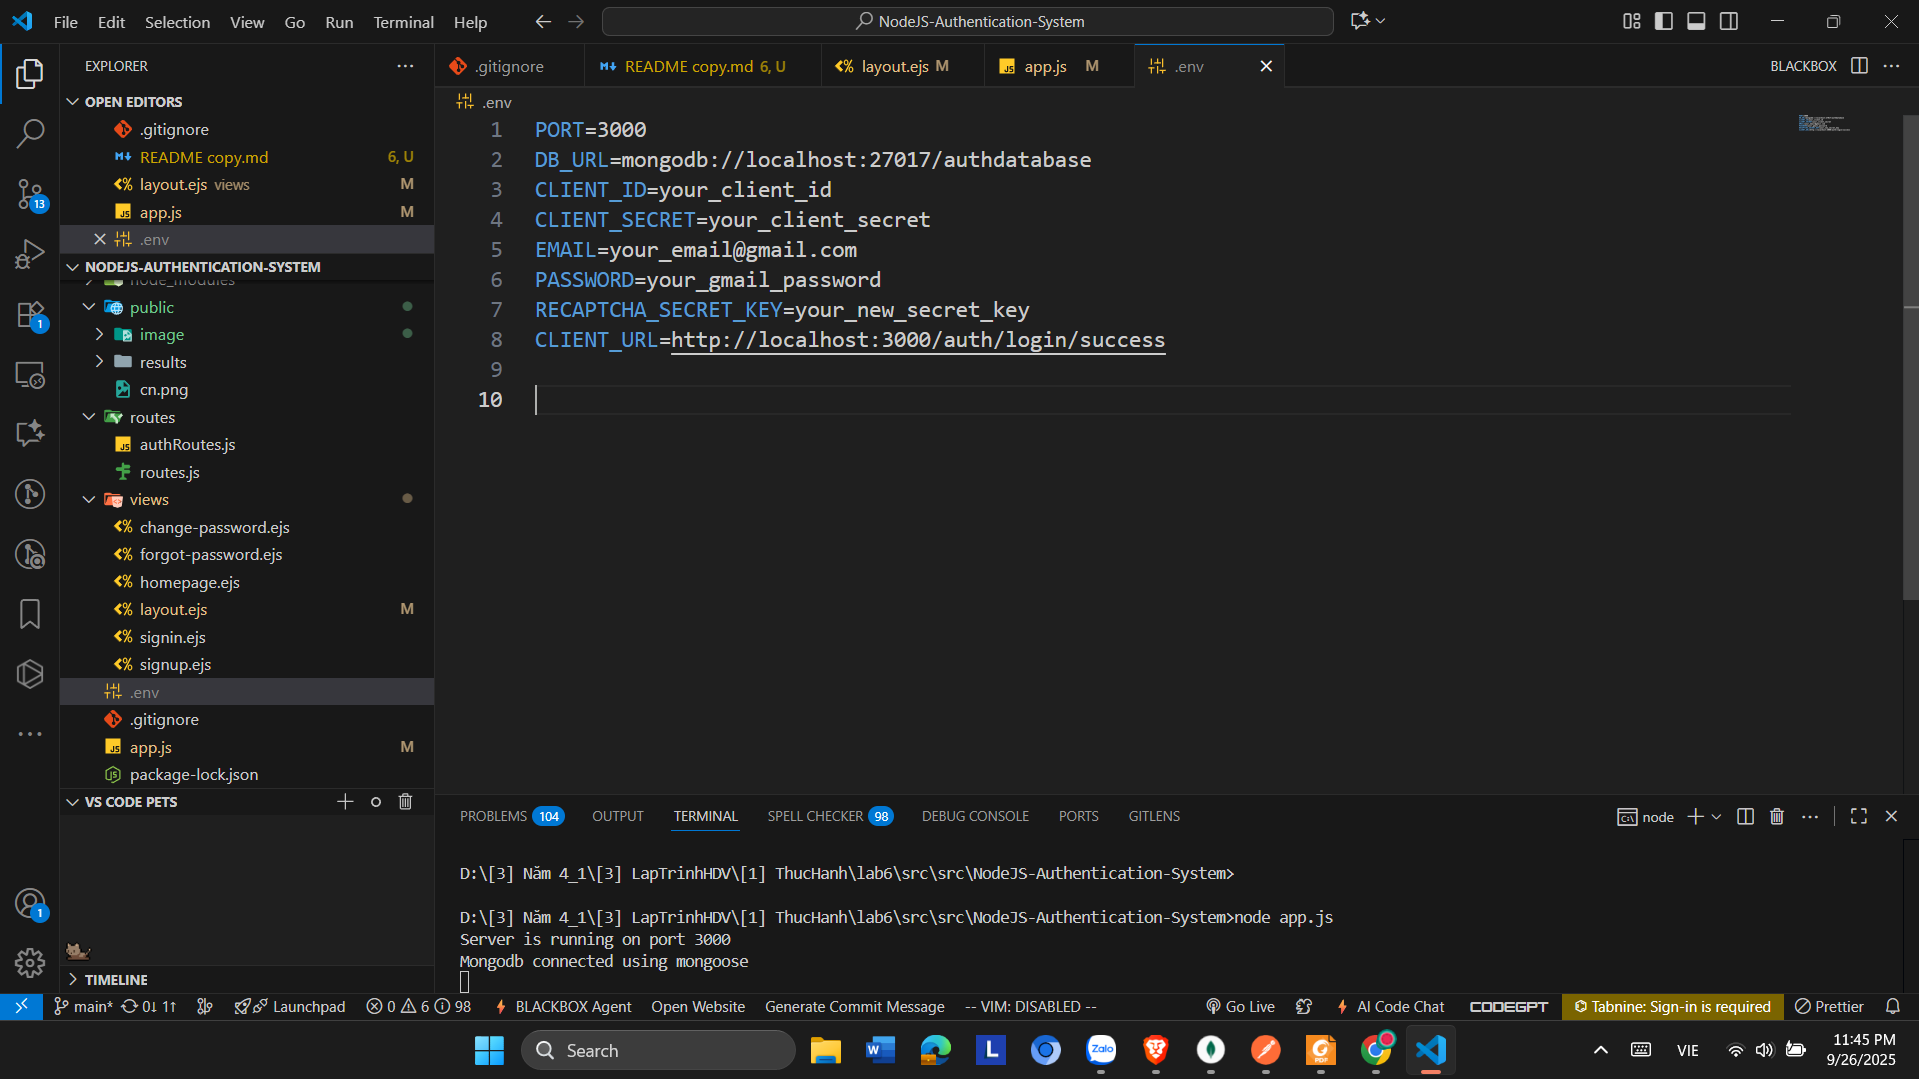 File Edit Selection View Go Run Terminal Help
NodeJS-Authentication-System
EXPLORER
OPEN EDITORS
.gitignore
README copy.md 6, U
layout.ejs views M
app.js M
.env
NODEJS-AUTHENTICATION-SYSTEM
node_modules
public
image
results
cn.png
routes
authRoutes.js
routes.js
views
change-password.ejs
forgot-password.ejs
homepage.ejs
layout.ejs M
signin.ejs
signup.ejs
.env
.gitignore
app.js M
package-lock.json
VS CODE PETS
TIMELINE
13
1
1
.gitignore README copy.md 6, U layout.ejs M app.js M .env BLACKBOX
.env
1 PORT=3000
2 DB_URL=mongodb://localhost:27017/authdatabase
3 CLIENT_ID=your_client_id
4 CLIENT_SECRET=your_client_secret
5 EMAIL=your_email@gmail.com
6 PASSWORD=your_gmail_password
7 RECAPTCHA_SECRET_KEY=your_new_secret_key
8 CLIENT_URL=http://localhost:3000/auth/login/success
9
10
PROBLEMS 104 OUTPUT TERMINAL SPELL CHECKER 98 DEBUG CONSOLE PORTS GITLENS node
D:\[3] Năm 4_1\[3] LapTrinhHDV\[1] ThucHanh\lab6\src\src\NodeJS-Authentication-System>
D:\[3] Năm 4_1\[3] LapTrinhHDV\[1] ThucHanh\lab6\src\src\NodeJS-Authentication-System>node app.js
Server is running on port 3000
Mongodb connected using mongoose
main* 0↓ 1↑ Launchpad 0 6 98 BLACKBOX Agent Open Website Generate Commit Message -- VIM: DISABLED -- Go Live AI Code Chat CODEGPT Tabnine: Sign-in is required Prettier
Search
W
L
Zalo
PDF
VIE
11:45 PM
9/26/2025